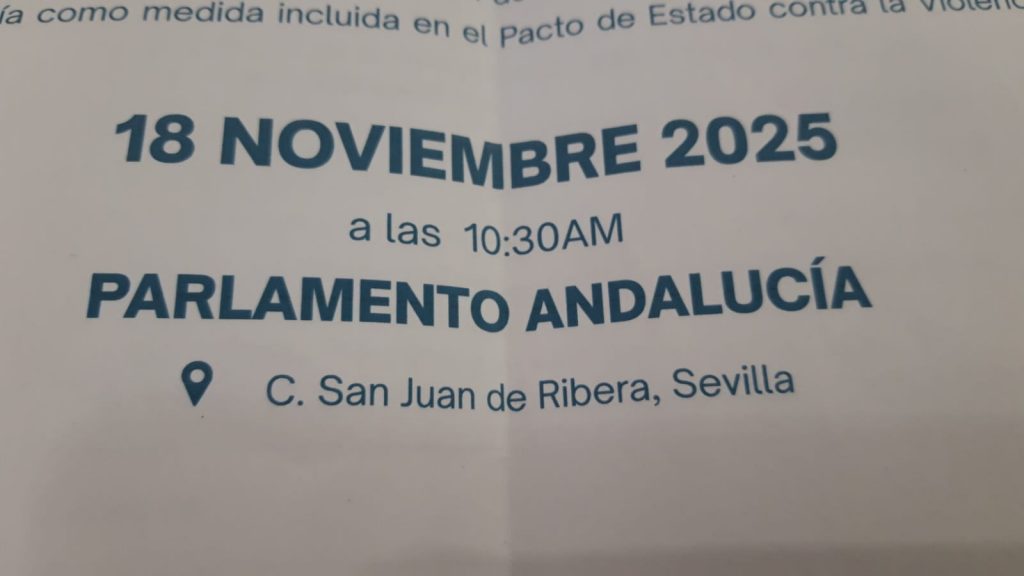 ía como medida incluida en el Pacto de Estado contra la
18 NOVIEMBRE 2025
a las 10:30AM
PARLAMENTO ANDALUCÍA
C. San Juan de Ribera, Sevilla